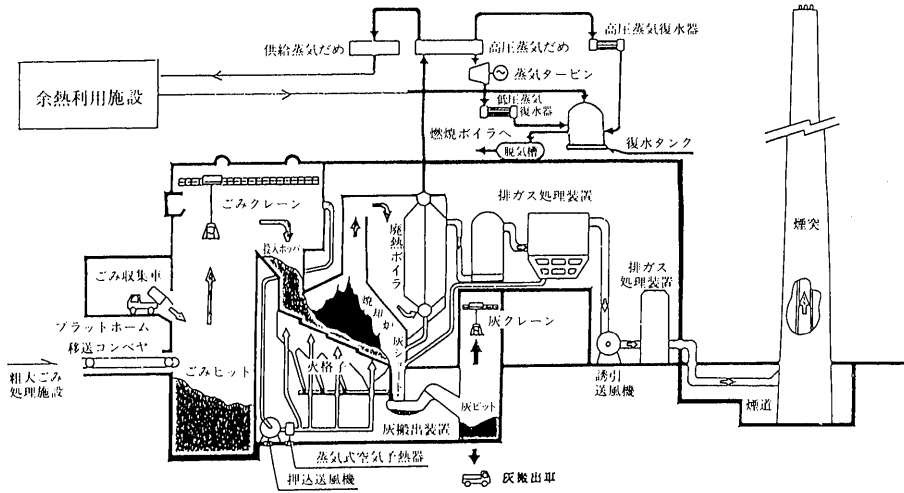 供給蒸気だめ
高圧蒸気だめ
高圧蒸気復水器
蒸気タービン
余熱利用施設
低圧蒸気
復水器
燃焼ボイラへ
脱気槽
復水タンク
ごみクレーン
排ガス処理装置
煙突
投入ホッパ
廃熱ボイラ
ごみ収集車
排ガス
処理装置
焼却炉
灰クレーン
プラットホーム
移送コンベヤ
灰シュート
粗大ごみ
処理施設
ごみピット
火格子
誘引
送風機
灰ピット
煙道
灰搬出装置
蒸気式空気予熱器
押込送風機
灰搬出車